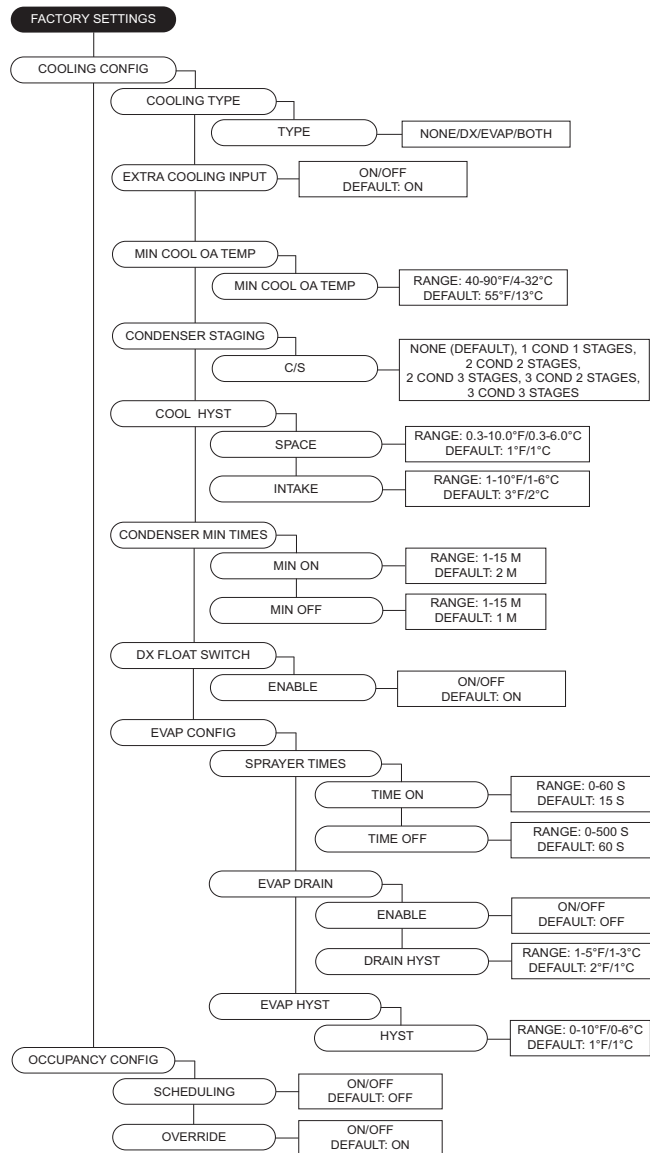 FACTORY SETTINGS
COOLING CONFIG
COOLING TYPE
TYPE
NONE/DX/EVAP/BOTH
EXTRA COOLING INPUT
ON/OFF
DEFAULT: ON
MIN COOL OA TEMP
MIN COOL OA TEMP
RANGE: 40-90°F/4-32°C
DEFAULT: 55°F/13°C
CONDENSER STAGING
C/S
NONE (DEFAULT), 1 COND 1 STAGES,
2 COND 2 STAGES,
2 COND 3 STAGES, 3 COND 2 STAGES,
3 COND 3 STAGES
COOL HYST
SPACE
RANGE: 0.3-10.0°F/0.3-6.0°C
DEFAULT: 1°F/1°C
INTAKE
RANGE: 1-10°F/1-6°C
DEFAULT: 3°F/2°C
CONDENSER MIN TIMES
MIN ON
RANGE: 1-15 M
DEFAULT: 2 M
MIN OFF
RANGE: 1-15 M
DEFAULT: 1 M
DX FLOAT SWITCH
ENABLE
ON/OFF
DEFAULT: ON
EVAP CONFIG
SPRAYER TIMES
TIME ON
RANGE: 0-60 S
DEFAULT: 15 S
TIME OFF
RANGE: 0-500 S
DEFAULT: 60 S
EVAP DRAIN
ENABLE
ON/OFF
DEFAULT: OFF
DRAIN HYST
RANGE: 1-5°F/1-3°C
DEFAULT: 2°F/1°C
EVAP HYST
HYST
RANGE: 0-10°F/0-6°C
DEFAULT: 1°F/1°C
OCCUPANCY CONFIG
SCHEDULING
ON/OFF
DEFAULT: OFF
OVERRIDE
ON/OFF
DEFAULT: ON